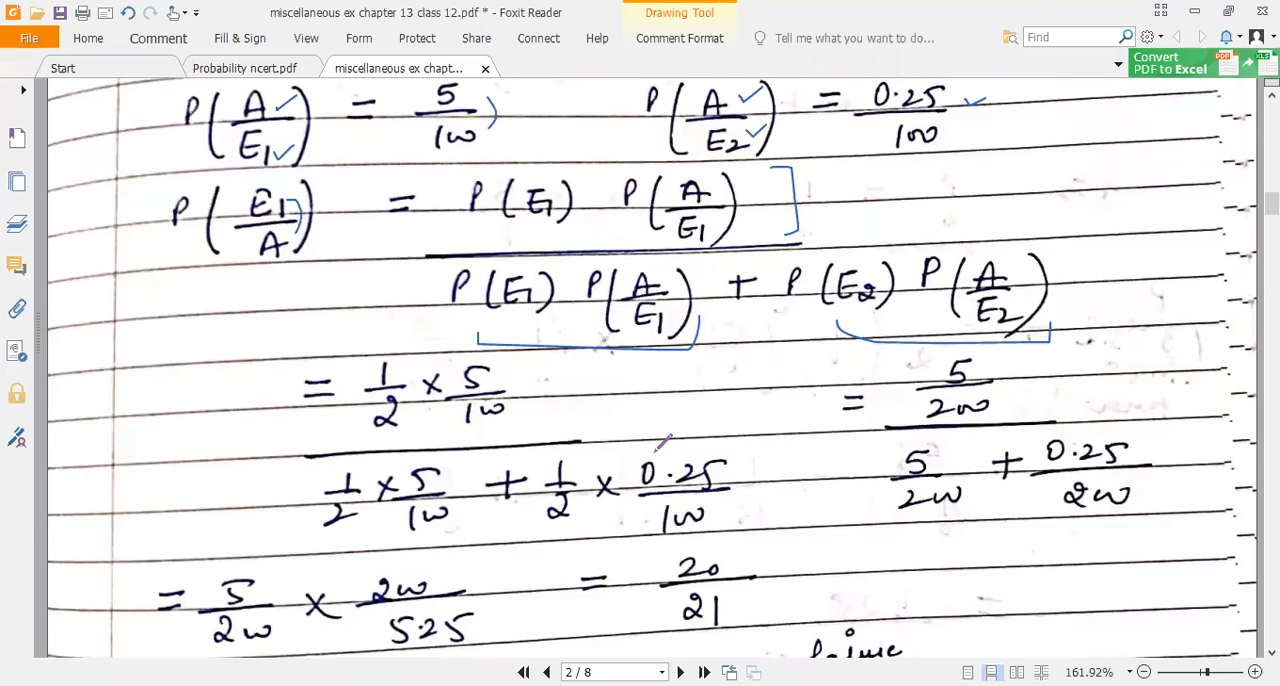 miscellaneous ex chapter 13 class 12.pdf * - Foxit Reader
Drawing Tool
File Home Comment Fill & Sign View Form Protect Share Connect Help Comment Format Tell me what you want to do... Find
Start Probability ncert.pdf miscellaneous ex chapt... Convert PDF to Excel
P(A/E1) = 5/100 P(A/E2) = 0.25/100
P(E1/A) = P(E1) P(A/E1)
P(E1) P(A/E1) + P(E2) P(A/E2)
= 1/2 × 5/100 = 5/200
1/2 × 5/100 + 1/2 × 0.25/100 5/200 + 0.25/200
= 5/200 × 200/5.25 = 20/21
2 / 8 161.92%